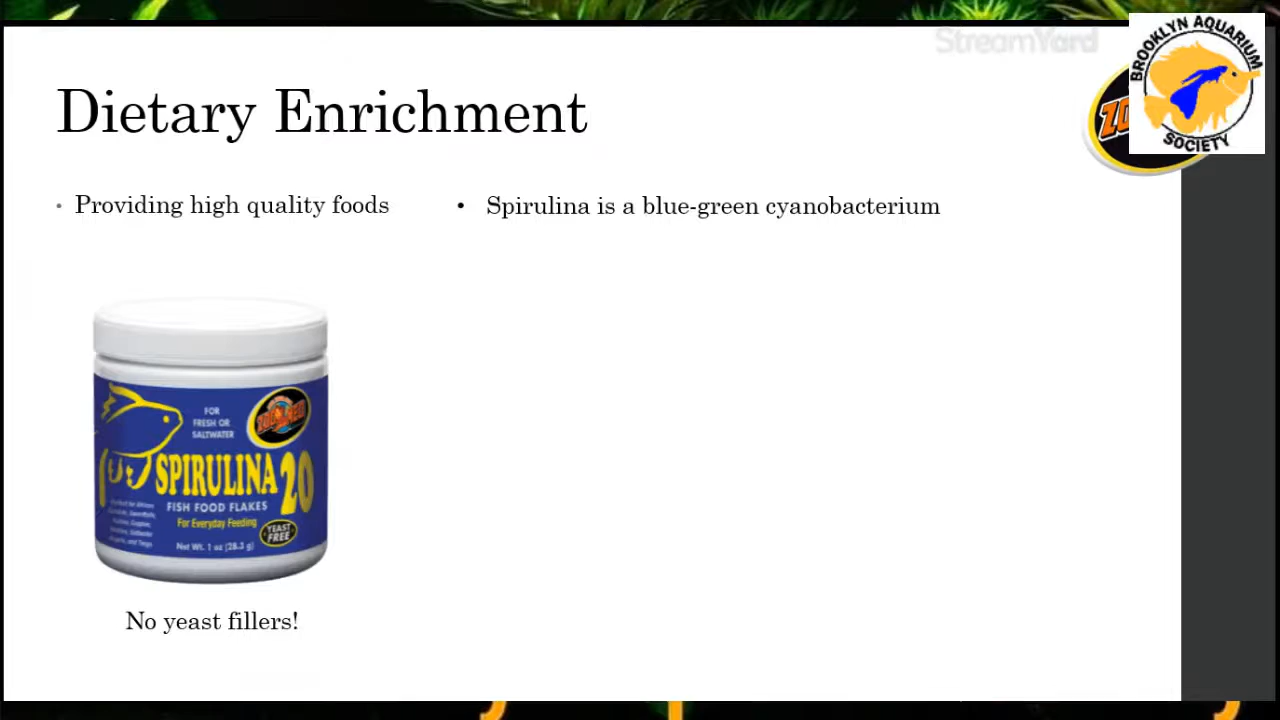 StreamYard
BROOKLYN AQUARIUM
SOCIETY
Dietary Enrichment
• Providing high quality foods
• Spirulina is a blue-green cyanobacterium
FOR
FRESH OR
SALTWATER
SPIRULINA 20
FISH FOOD FLAKES
For Everyday Feeding
YEAST
FREE
Net Wt. 1 oz (28.3 g)
No yeast fillers!